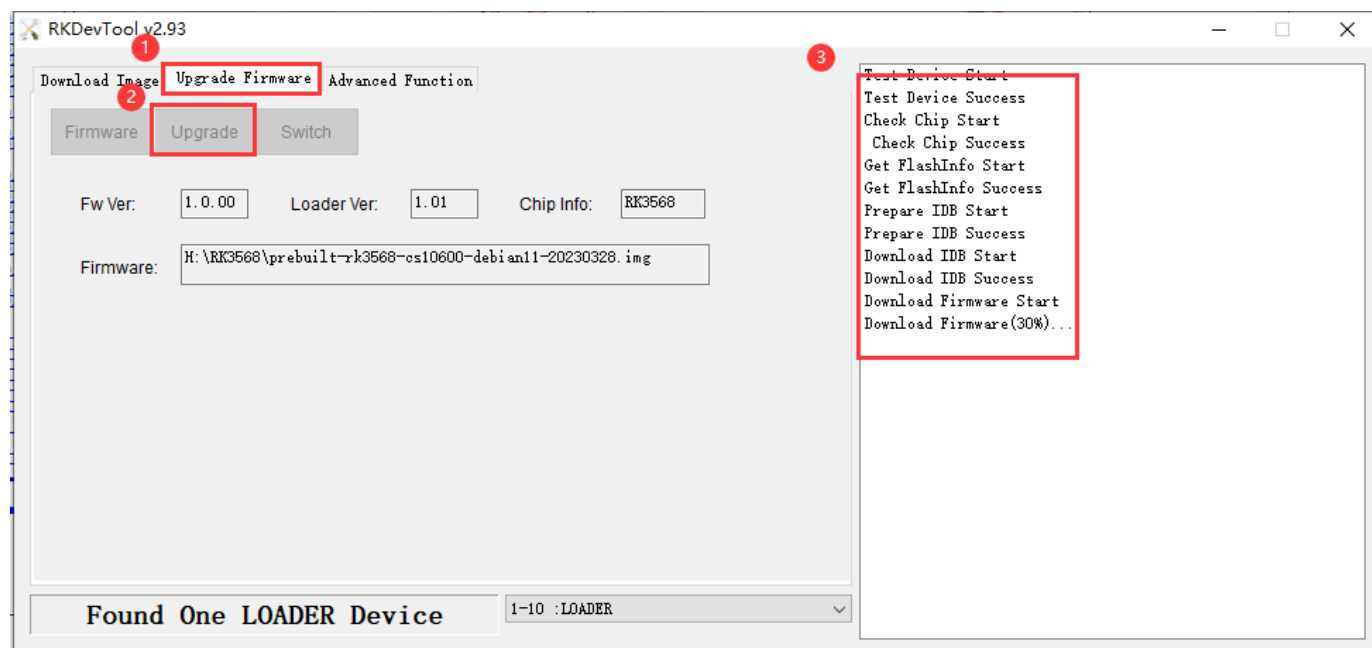 RKDevTool v2.93
1
3
Download Image Upgrade Firmware Advanced Function
2
Firmware Upgrade Switch
Fw Ver: 1.0.00 Loader Ver: 1.01 Chip Info: RK3568
Firmware: H:\RK3568\prebuilt-rk3568-cs10600-debian11-20230328.img
Found One LOADER Device
1-10 :LOADER
Test Device Start
Test Device Success
Check Chip Start
Check Chip Success
Get FlashInfo Start
Get FlashInfo Success
Prepare IDB Start
Prepare IDB Success
Download IDB Start
Download IDB Success
Download Firmware Start
Download Firmware(30%)...